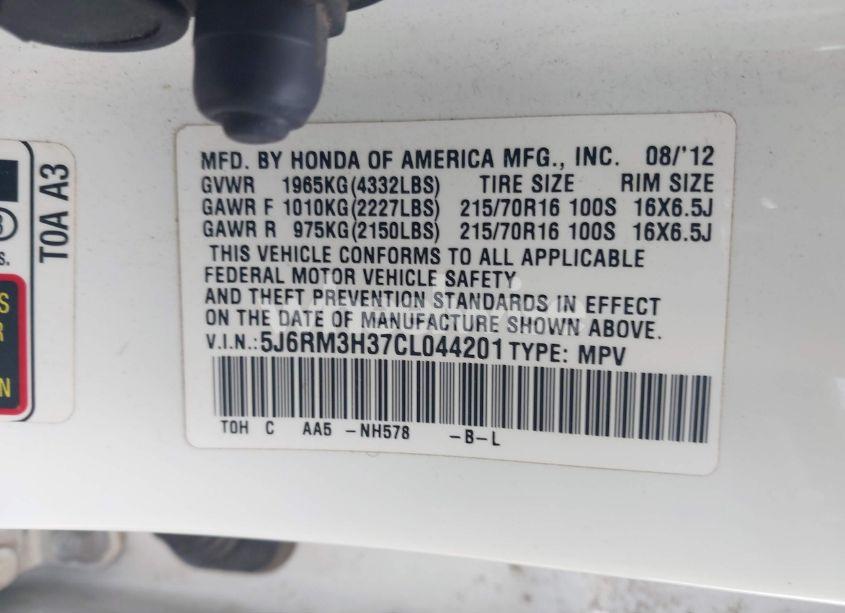 MFD. BY HONDA OF AMERICA MFG., INC. 08/'12
GVWR 1965KG(4332LBS) TIRE SIZE RIM SIZE
GAWR F 1010KG(2227LBS) 215/70R16 100S 16X6.5J
GAWR R 975KG(2150LBS) 215/70R16 100S 16X6.5J
THIS VEHICLE CONFORMS TO ALL APPLICABLE
FEDERAL MOTOR VEHICLE SAFETY
AND THEFT PREVENTION STANDARDS IN EFFECT
ON THE DATE OF MANUFACTURE SHOWN ABOVE.
V.I.N.:5J6RM3H37CL044201 TYPE: MPV
TOH C AA5 -NH578 -B-L
TOA A3
s.
S
R
N